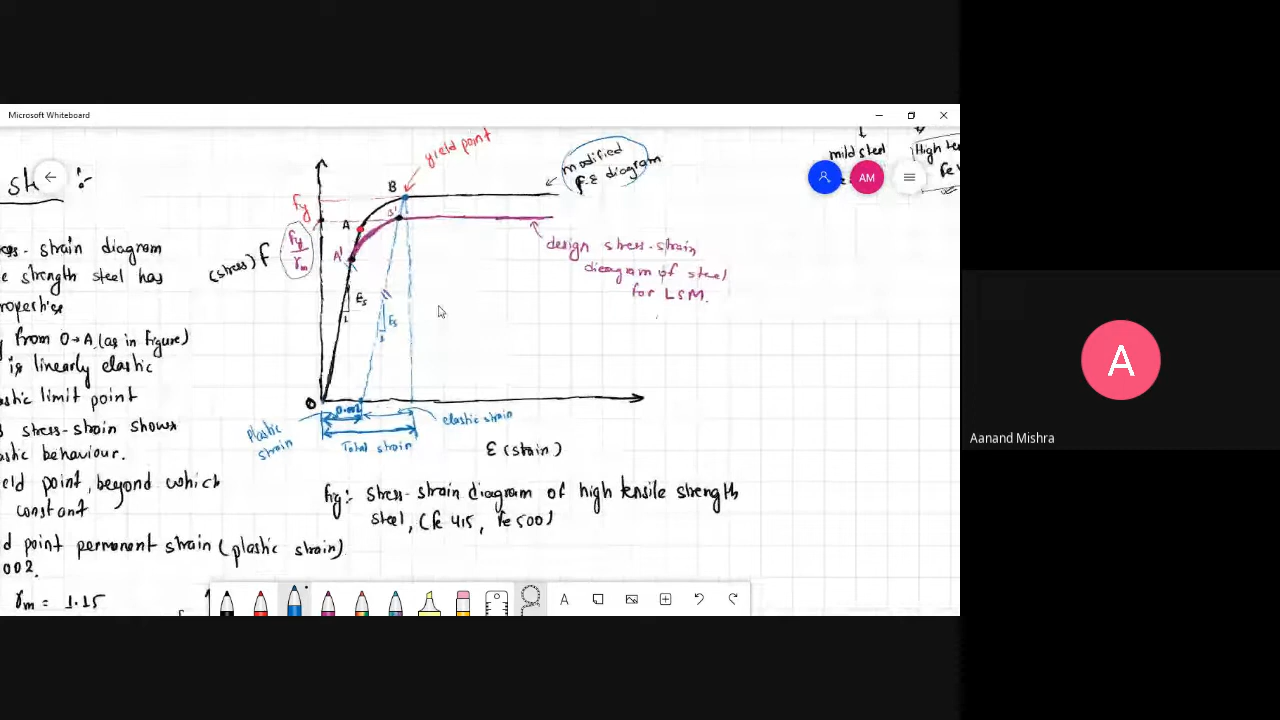 Microsoft Whiteboard
yield point
mild steel
modified
f.ε diagram
AM
B
fy
A
B'
fy
γm
A'
(stress) f
design stress-strain
dieagram of steel
for LSM.
- strain diagram
strength steel has
from O→A (as in figure)
is linearly elastic
limit point
stress-strain shows
behaviour.
point, beyond which
constant
point permanent strain (plastic strain)
002.
γm = 1.15
Es
1
Es
1
O
0.002
Plastic
strain
elastic strain
Total strain
ε (strain)
fig:- stress-strain diagram of high tensile strength
steel, (fe 415, fe 500)
A
A
Aanand Mishra